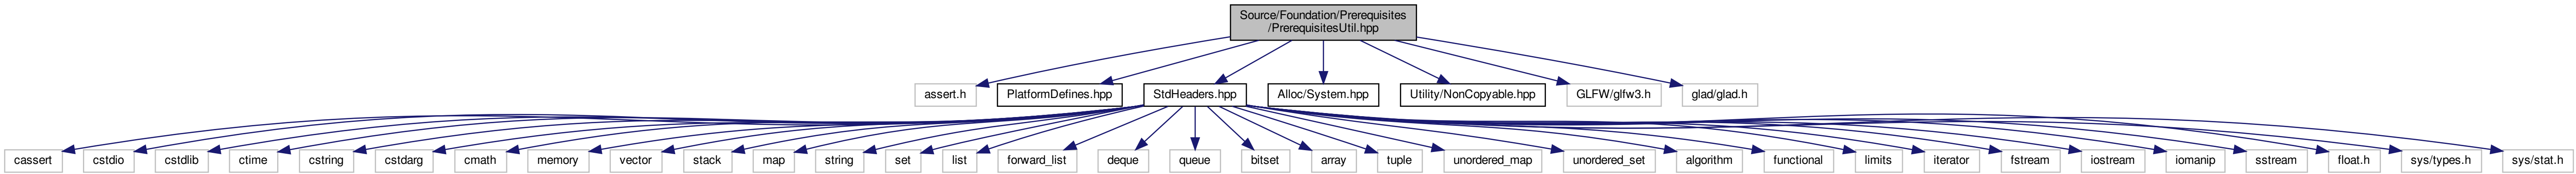 Source/Foundation/Prerequisites
/PrerequisitesUtil.hpp
assert.h
PlatformDefines.hpp
StdHeaders.hpp
Alloc/System.hpp
Utility/NonCopyable.hpp
GLFW/glfw3.h
glad/glad.h
cassert
cstdio
cstdlib
ctime
cstring
cstdarg
cmath
memory
vector
stack
map
string
set
list
forward_list
deque
queue
bitset
array
tuple
unordered_map
unordered_set
algorithm
functional
limits
iterator
fstream
iostream
iomanip
sstream
float.h
sys/types.h
sys/stat.h